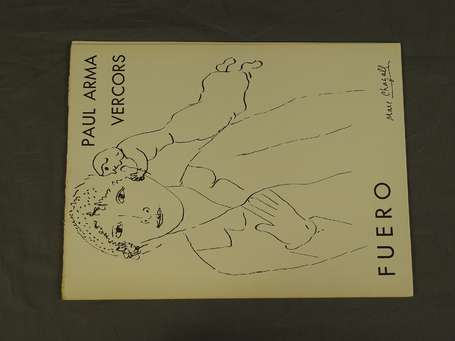 PAUL ARMA
VERCORS
Marc Chagall
FUERO